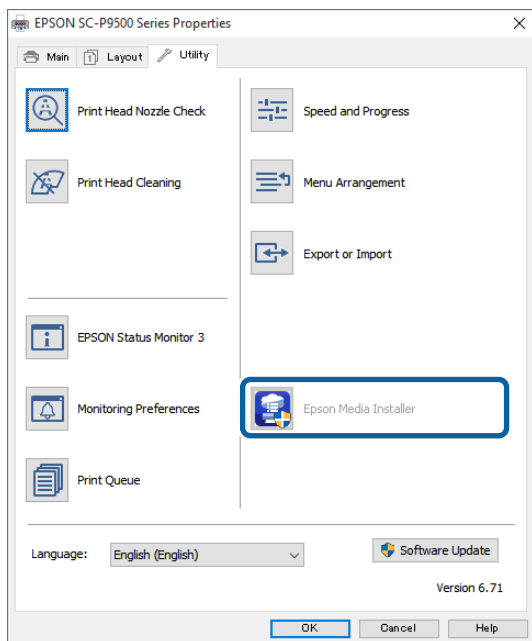 EPSON SC-P9500 Series Properties
Main
Layout
Utility
Print Head Nozzle Check
Speed and Progress
Print Head Cleaning
Menu Arrangement
Export or Import
EPSON Status Monitor 3
Monitoring Preferences
Epson Media Installer
Print Queue
Language:
English (English)
Software Update
Version 6.71
OK
Cancel
Help